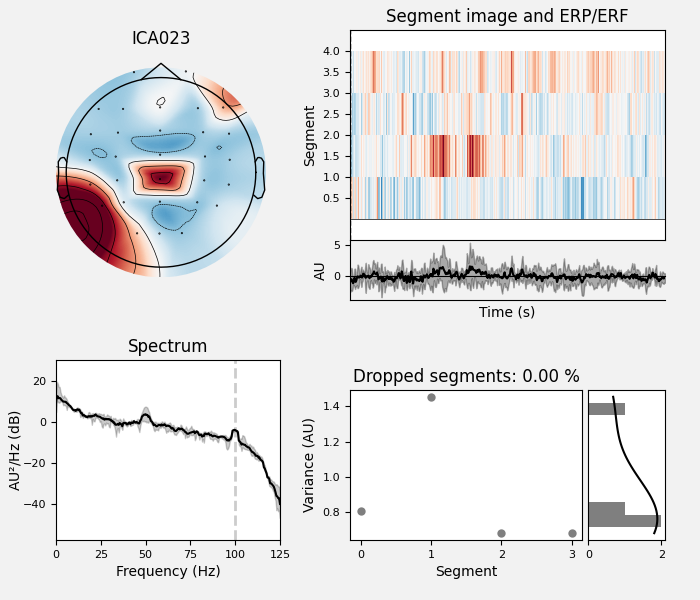 ICA023
Segment image and ERP/ERF
Segment
4.0
3.5
3.0
2.5
2.0
1.5
1.0
0.5
AU
5
0
Time (s)
Spectrum
AU²/Hz (dB)
20
0
−20
−40
0 25 50 75 100 125
Frequency (Hz)
Dropped segments: 0.00 %
Variance (AU)
1.4
1.2
1.0
0.8
0 1 2 3
Segment
0 2